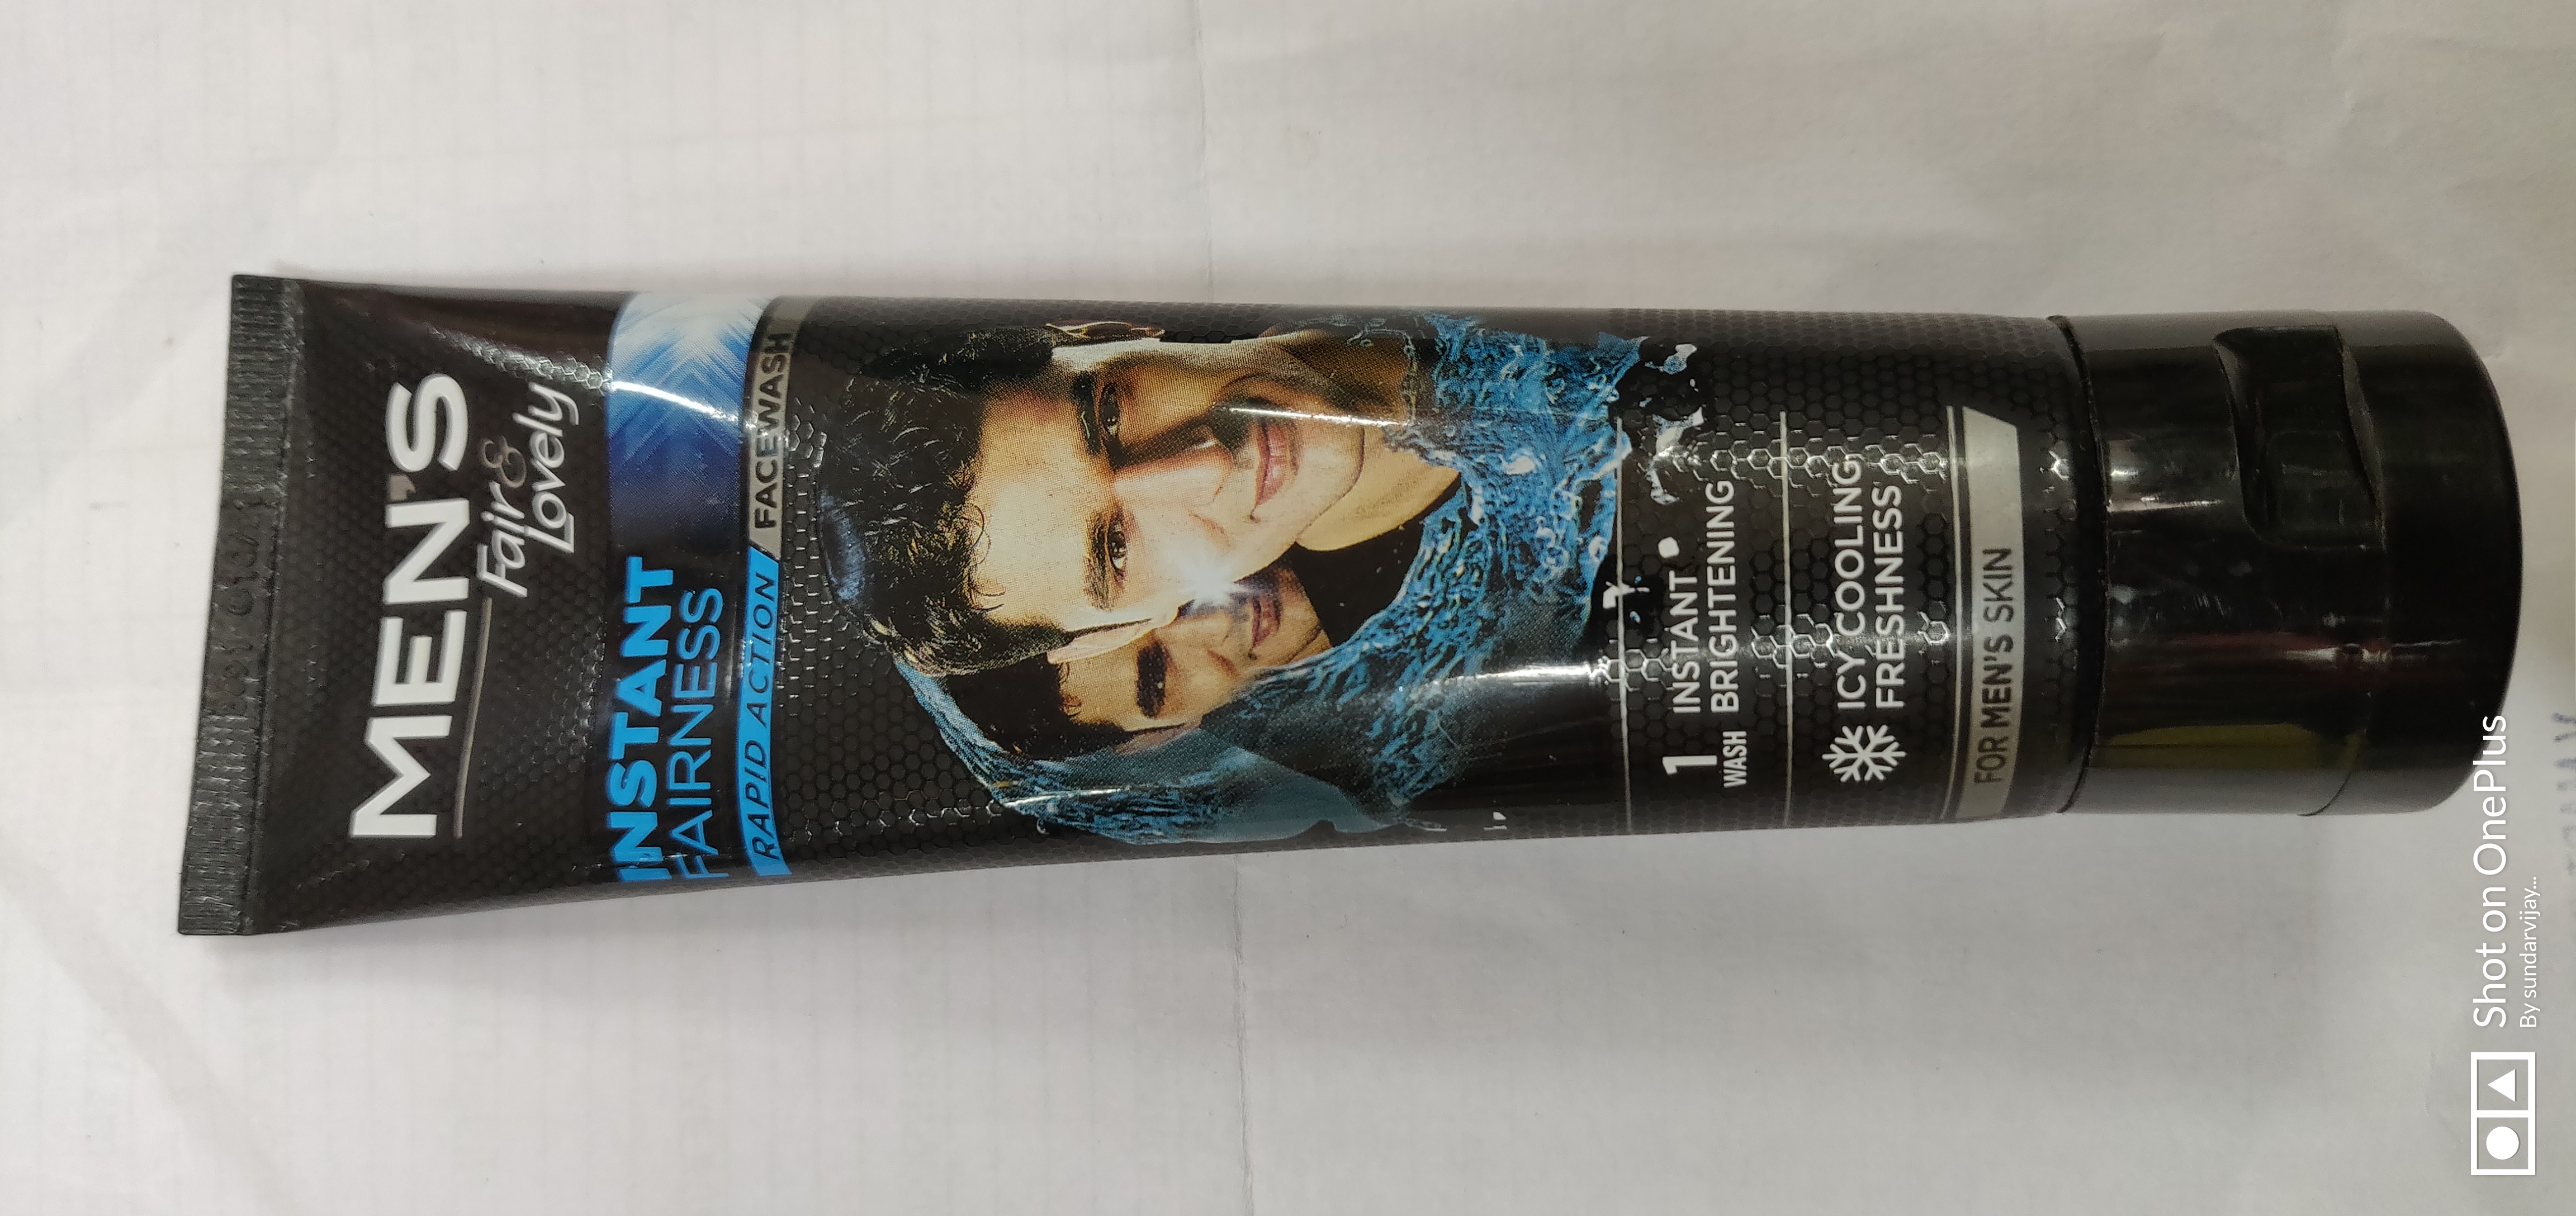 MEN'S
Fair &
Lovely
INSTANT
FAIRNESS
RAPID ACTION FACEWASH
1 WASH
INSTANT
BRIGHTENING
ICY COOLING
FRESHNESS
FOR MEN'S SKIN
Shot on OnePlus
By sundarvijay...